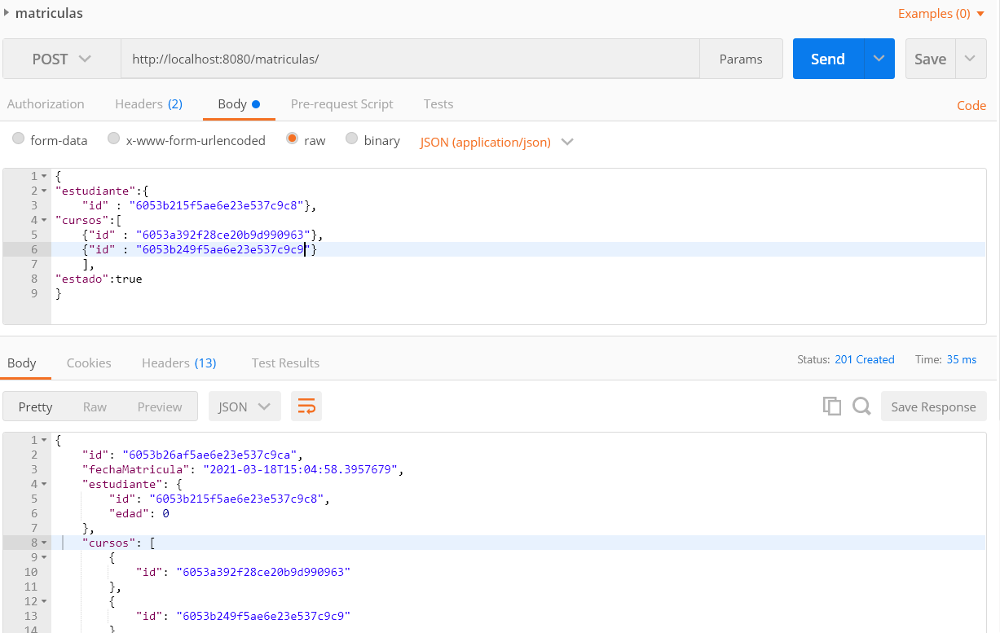 matriculas
Examples (0)
POST
http://localhost:8080/matriculas/
Params
Send
Save
Authorization
Headers (2)
Body
Pre-request Script
Tests
Code
form-data
x-www-form-urlencoded
raw
binary
JSON (application/json)
1 {
2 "estudiante":{
3 "id" : "6053b215f5ae6e23e537c9c8"},
4 "cursos":[
5 {"id" : "6053a392f28ce20b9d990963"},
6 {"id" : "6053b249f5ae6e23e537c9c9"}
7 ],
8 "estado":true
9 }
Body
Cookies
Headers (13)
Test Results
Status: 201 Created
Time: 35 ms
Pretty
Raw
Preview
JSON
Save Response
1 {
2 "id": "6053b26af5ae6e23e537c9ca",
3 "fechaMatricula": "2021-03-18T15:04:58.3957679",
4 "estudiante": {
5 "id": "6053b215f5ae6e23e537c9c8",
6 "edad": 0
7 },
8 "cursos": [
9 {
10 "id": "6053a392f28ce20b9d990963"
11 },
12 {
13 "id": "6053b249f5ae6e23e537c9c9"
14 }